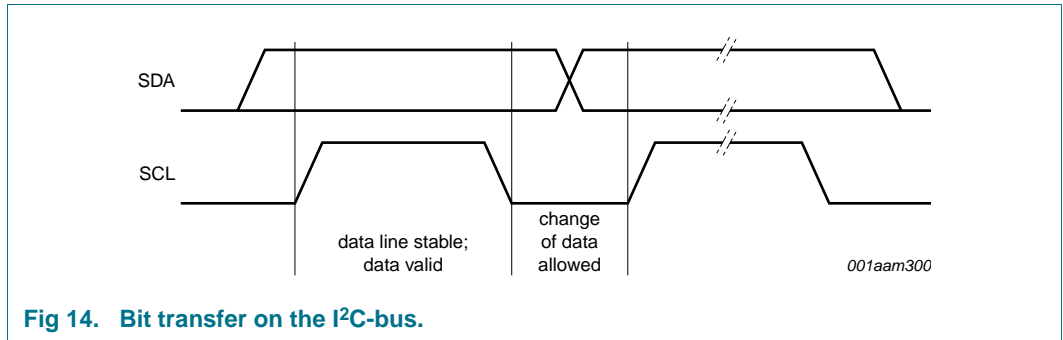 SDA
SCL
data line stable;
data valid
change
of data
allowed
001aam300
Fig 14. Bit transfer on the I²C-bus.